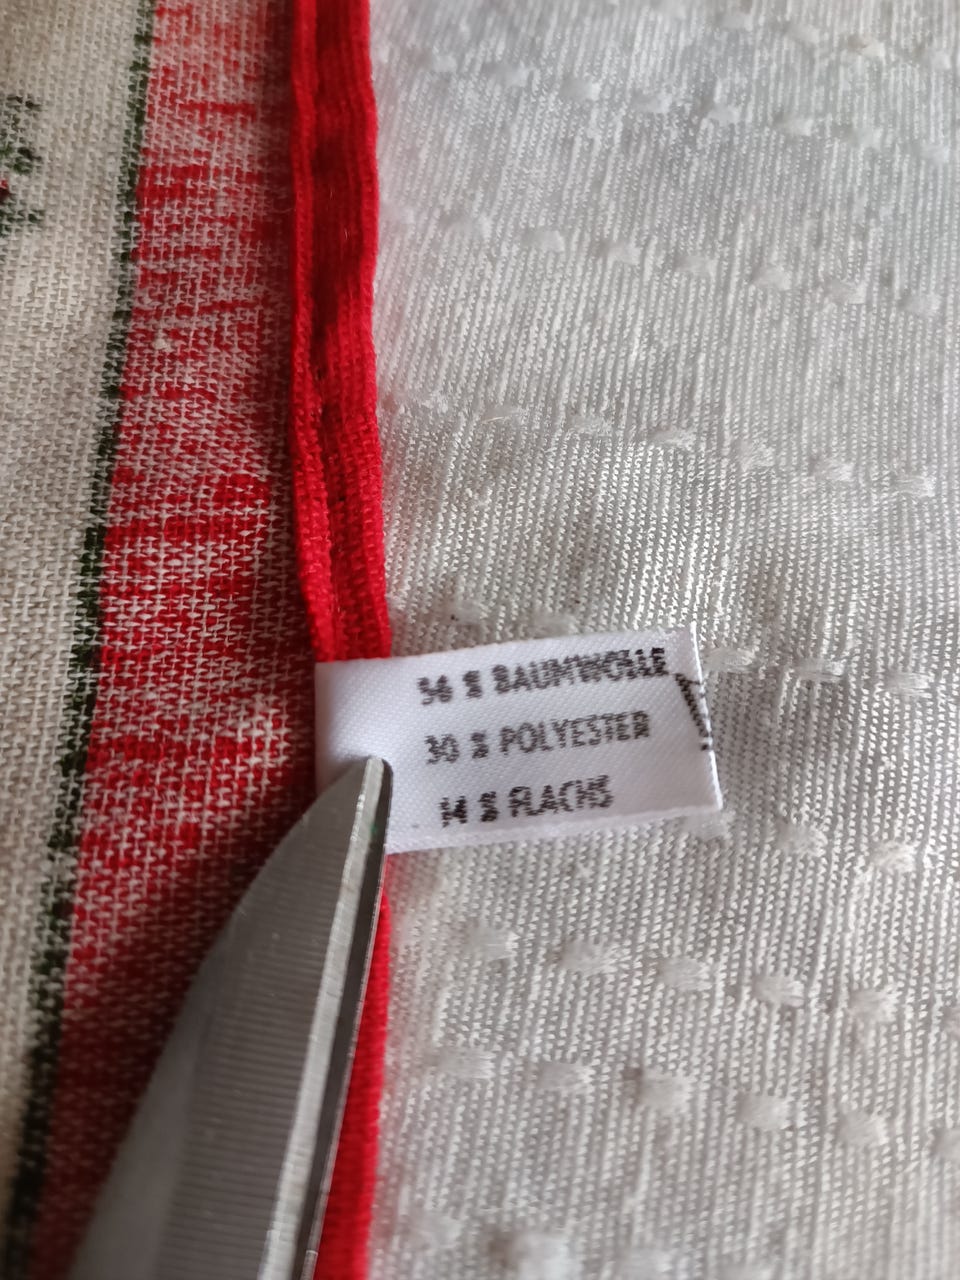 56 % BAUMWOLLE
30 % POLYESTER
14 % FLACHS